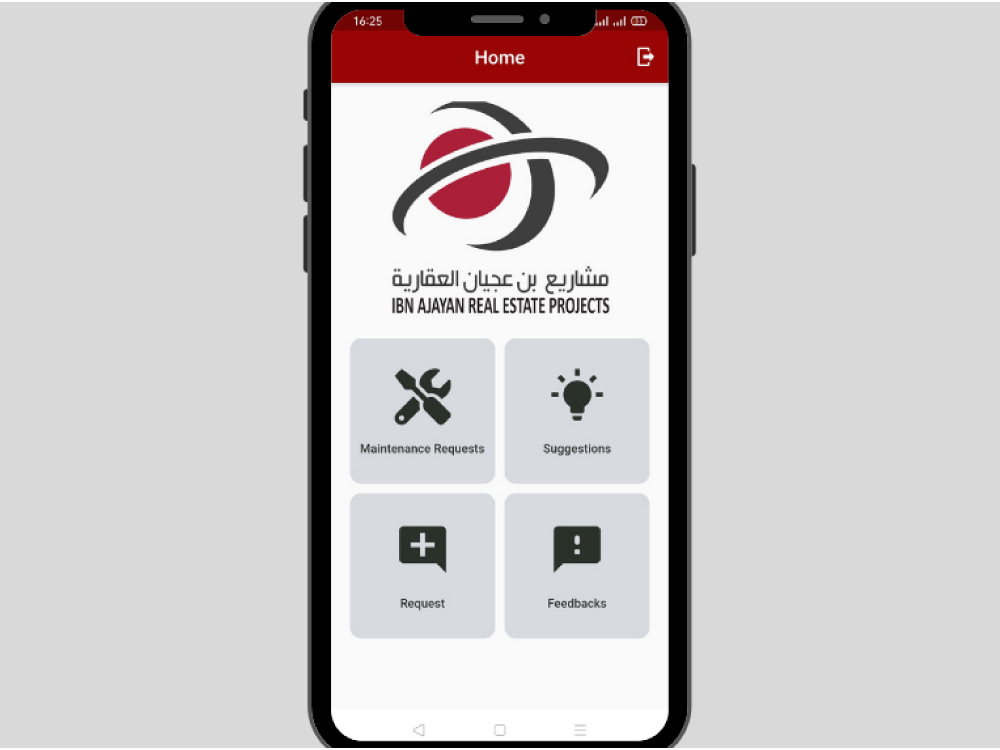 16:25
Home
مشاريع بن عجيان العقارية
IBN AJAYAN REAL ESTATE PROJECTS
Maintenance Requests
Suggestions
Request
Feedbacks